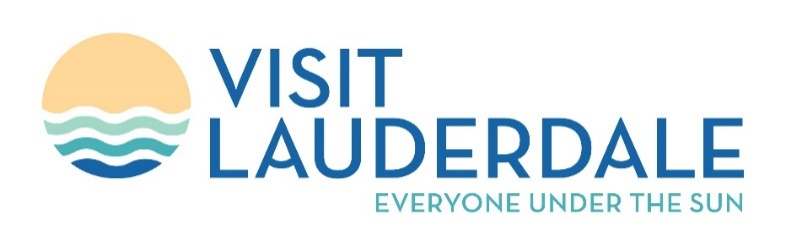 VISIT
LAUDERDALE
EVERYONE UNDER THE SUN